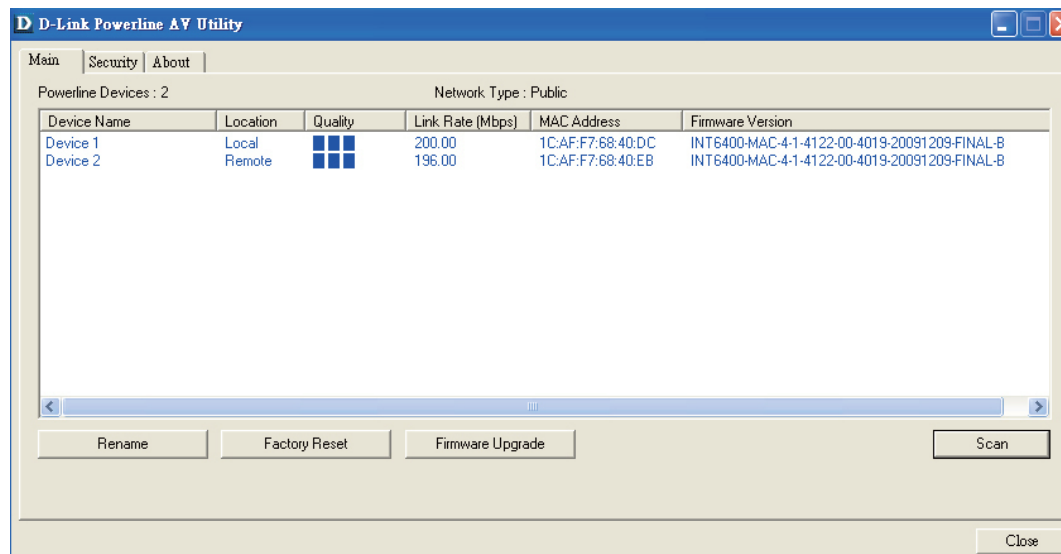 D D-Link Powerline AV Utility
Main Security About
Powerline Devices : 2 Network Type : Public
Device Name Location Quality Link Rate (Mbps) MAC Address Firmware Version
Device 1 Local 200.00 1C:AF:F7:68:40:DC INT6400-MAC-4-1-4122-00-4019-20091209-FINAL-B
Device 2 Remote 196.00 1C:AF:F7:68:40:EB INT6400-MAC-4-1-4122-00-4019-20091209-FINAL-B
Rename Factory Reset Firmware Upgrade Scan
Close